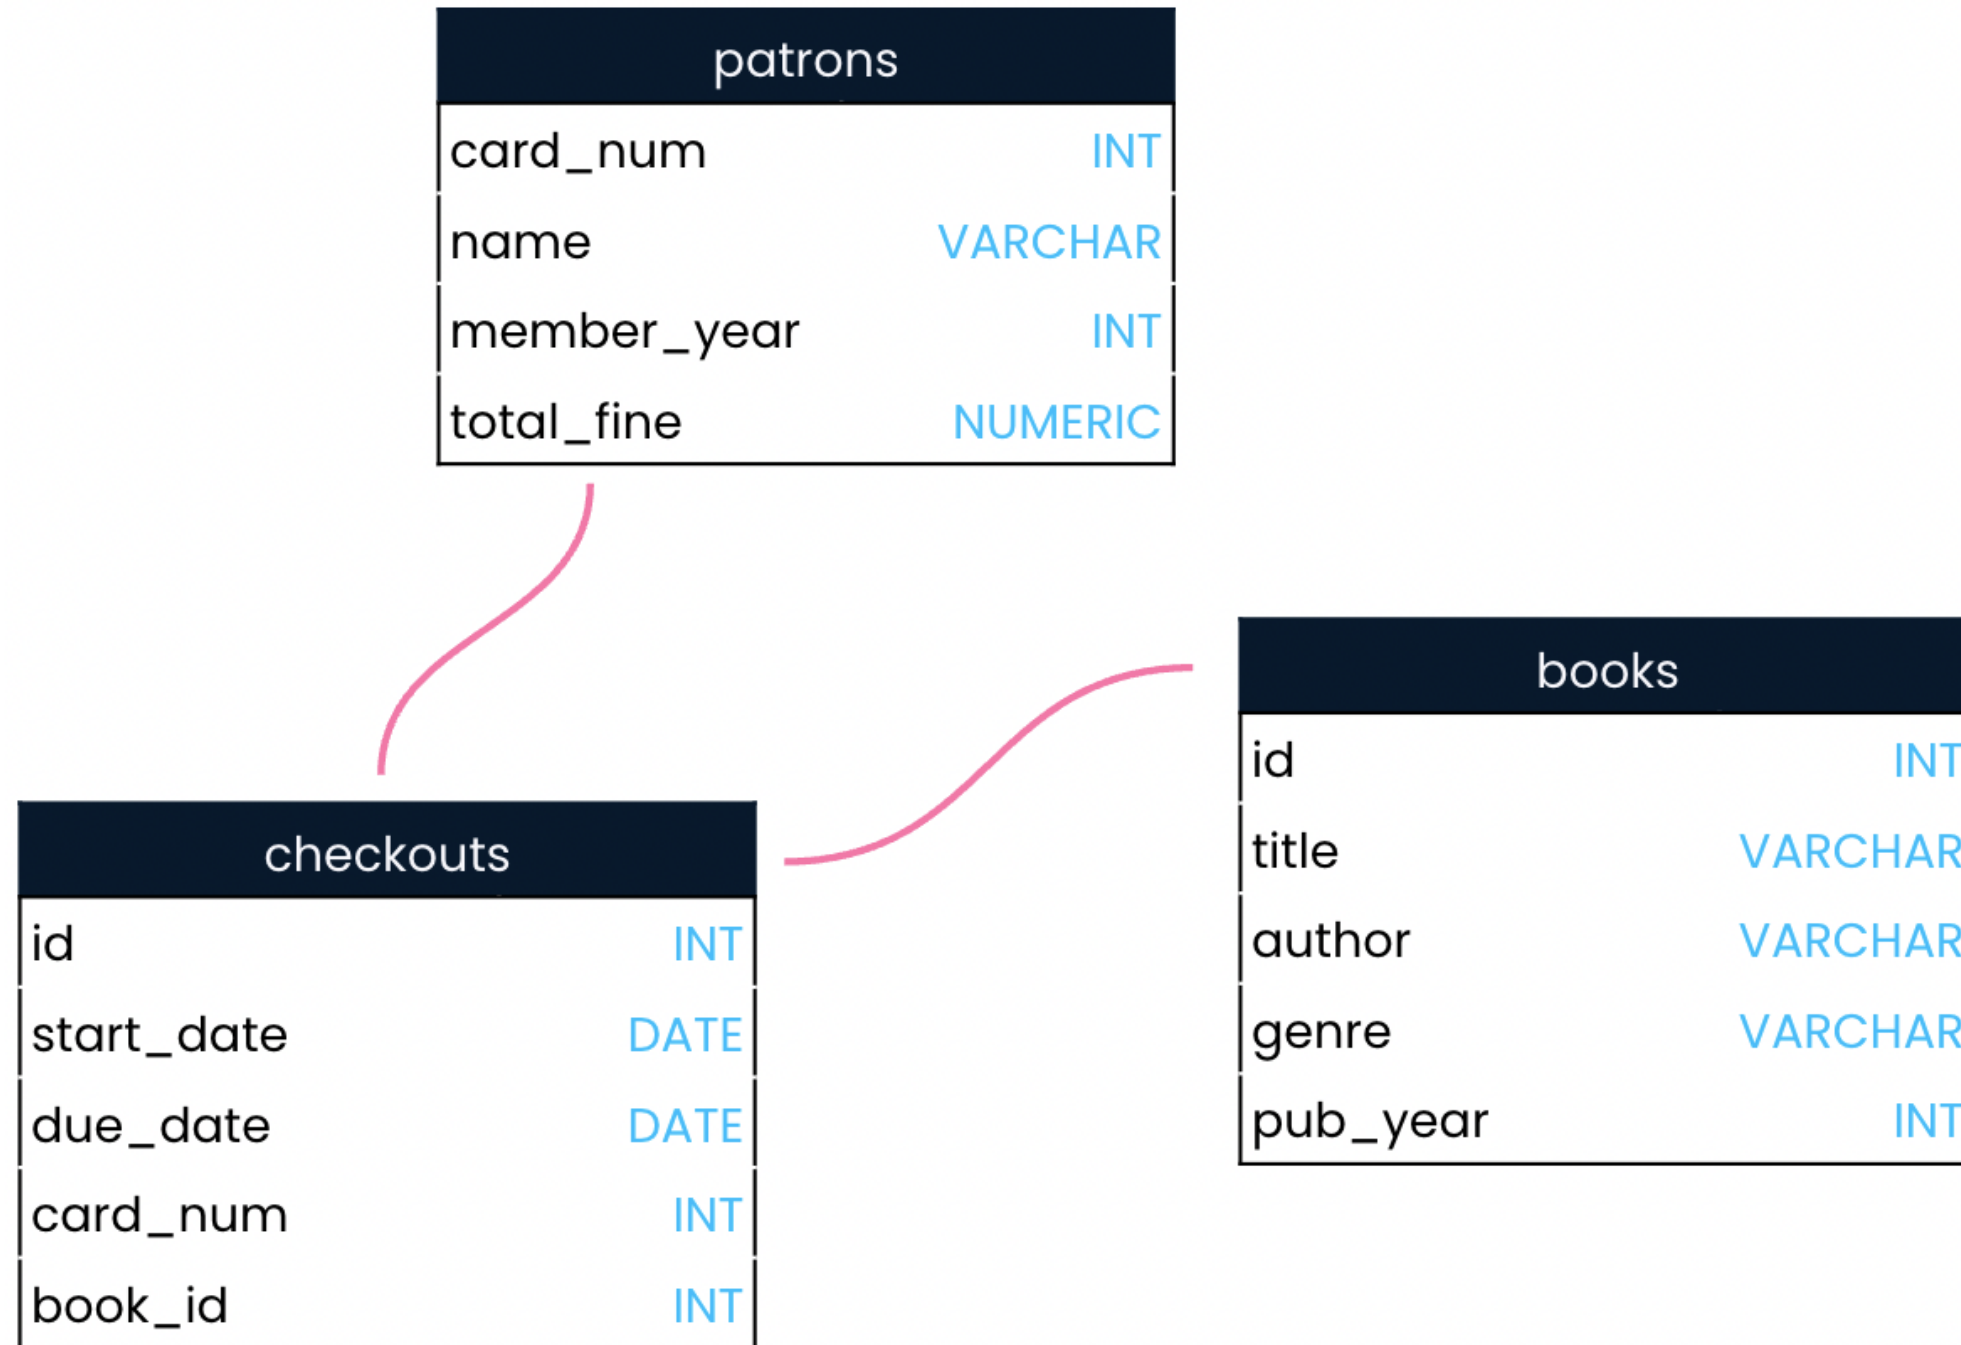 patrons
card_num INT
name VARCHAR
member_year INT
total_fine NUMERIC
checkouts
id INT
start_date DATE
due_date DATE
card_num INT
book_id INT
books
id INT
title VARCHAR
author VARCHAR
genre VARCHAR
pub_year INT